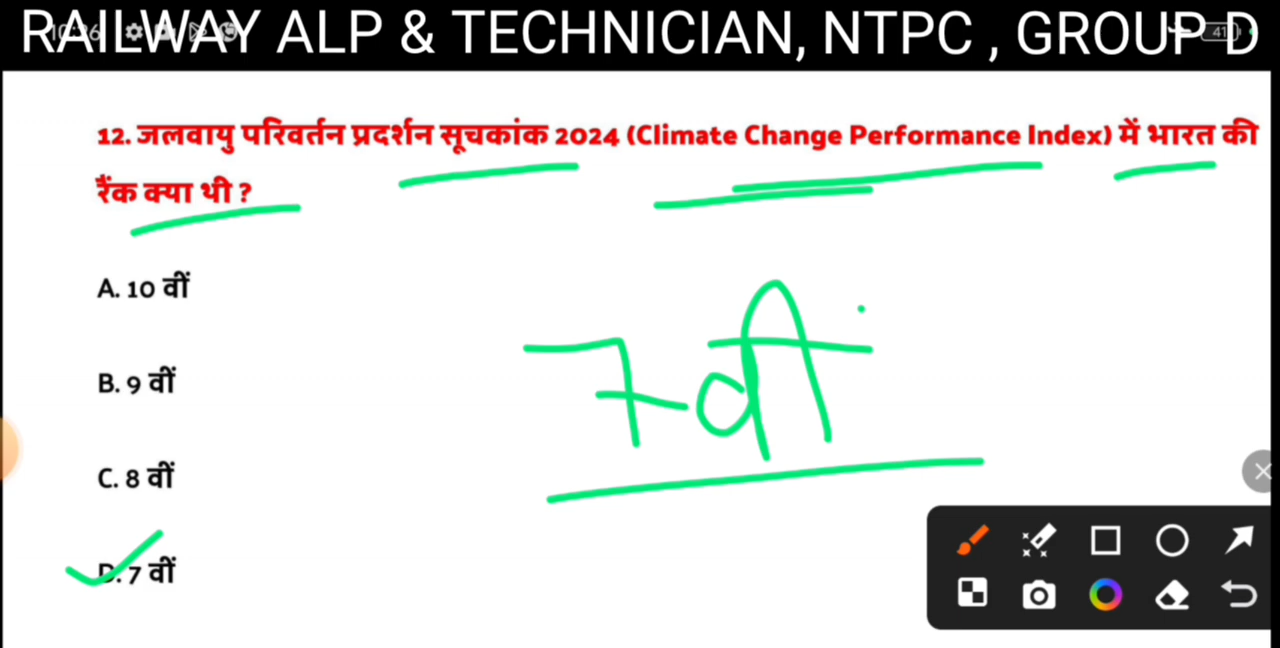 RAILWAY ALP & TECHNICIAN, NTPC , GROUP D
41
12. जलवायु परिवर्तन प्रदर्शन सूचकांक 2024 (Climate Change Performance Index) में भारत की
रैंक क्या थी ?
A. 10 वीं
B. 9 वीं
7वीं
C. 8 वीं
D. 7 वीं